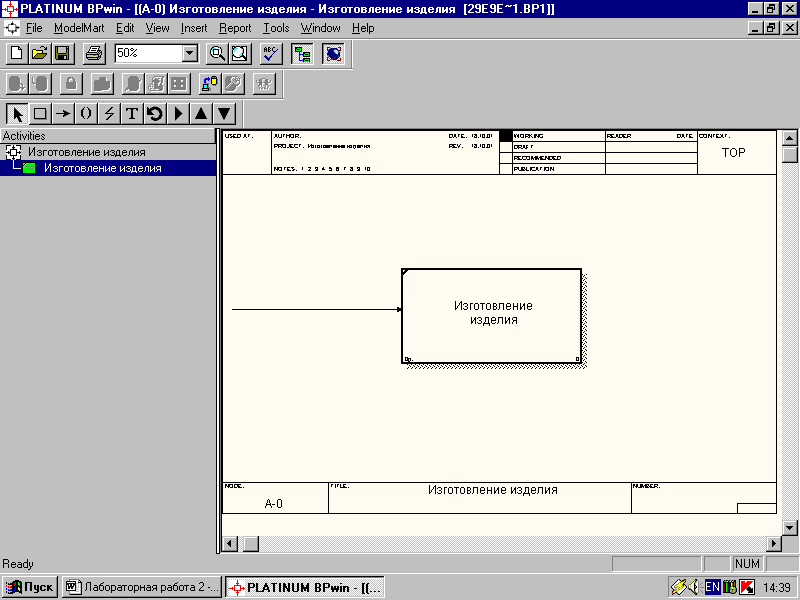 PLATINUM BPwin - [(A-0) Изготовление изделия - Изготовление изделия  [29E9E~1.BP1]]
File ModelMart Edit View Insert Report Tools Window Help
50%
ABC
T
Activities
Изготовление изделия
Изготовление изделия
USED AT: AUTHOR: DATE: 18.10.01 WORKING READER DATE CONTEXT:
PROJECT: Изготовление изделия REV: 18.10.01 DRAFT
TOP
RECOMMENDED
NOTES: 1 2 3 4 5 6 7 8 9 10 PUBLICATION
Изготовление
изделия
0р. 0
NODE: TITLE: NUMBER:
Изготовление изделия
A-0
Ready
NUM
Пуск Лабораторная работа 2 -... PLATINUM BPwin - [(... EN 14:39